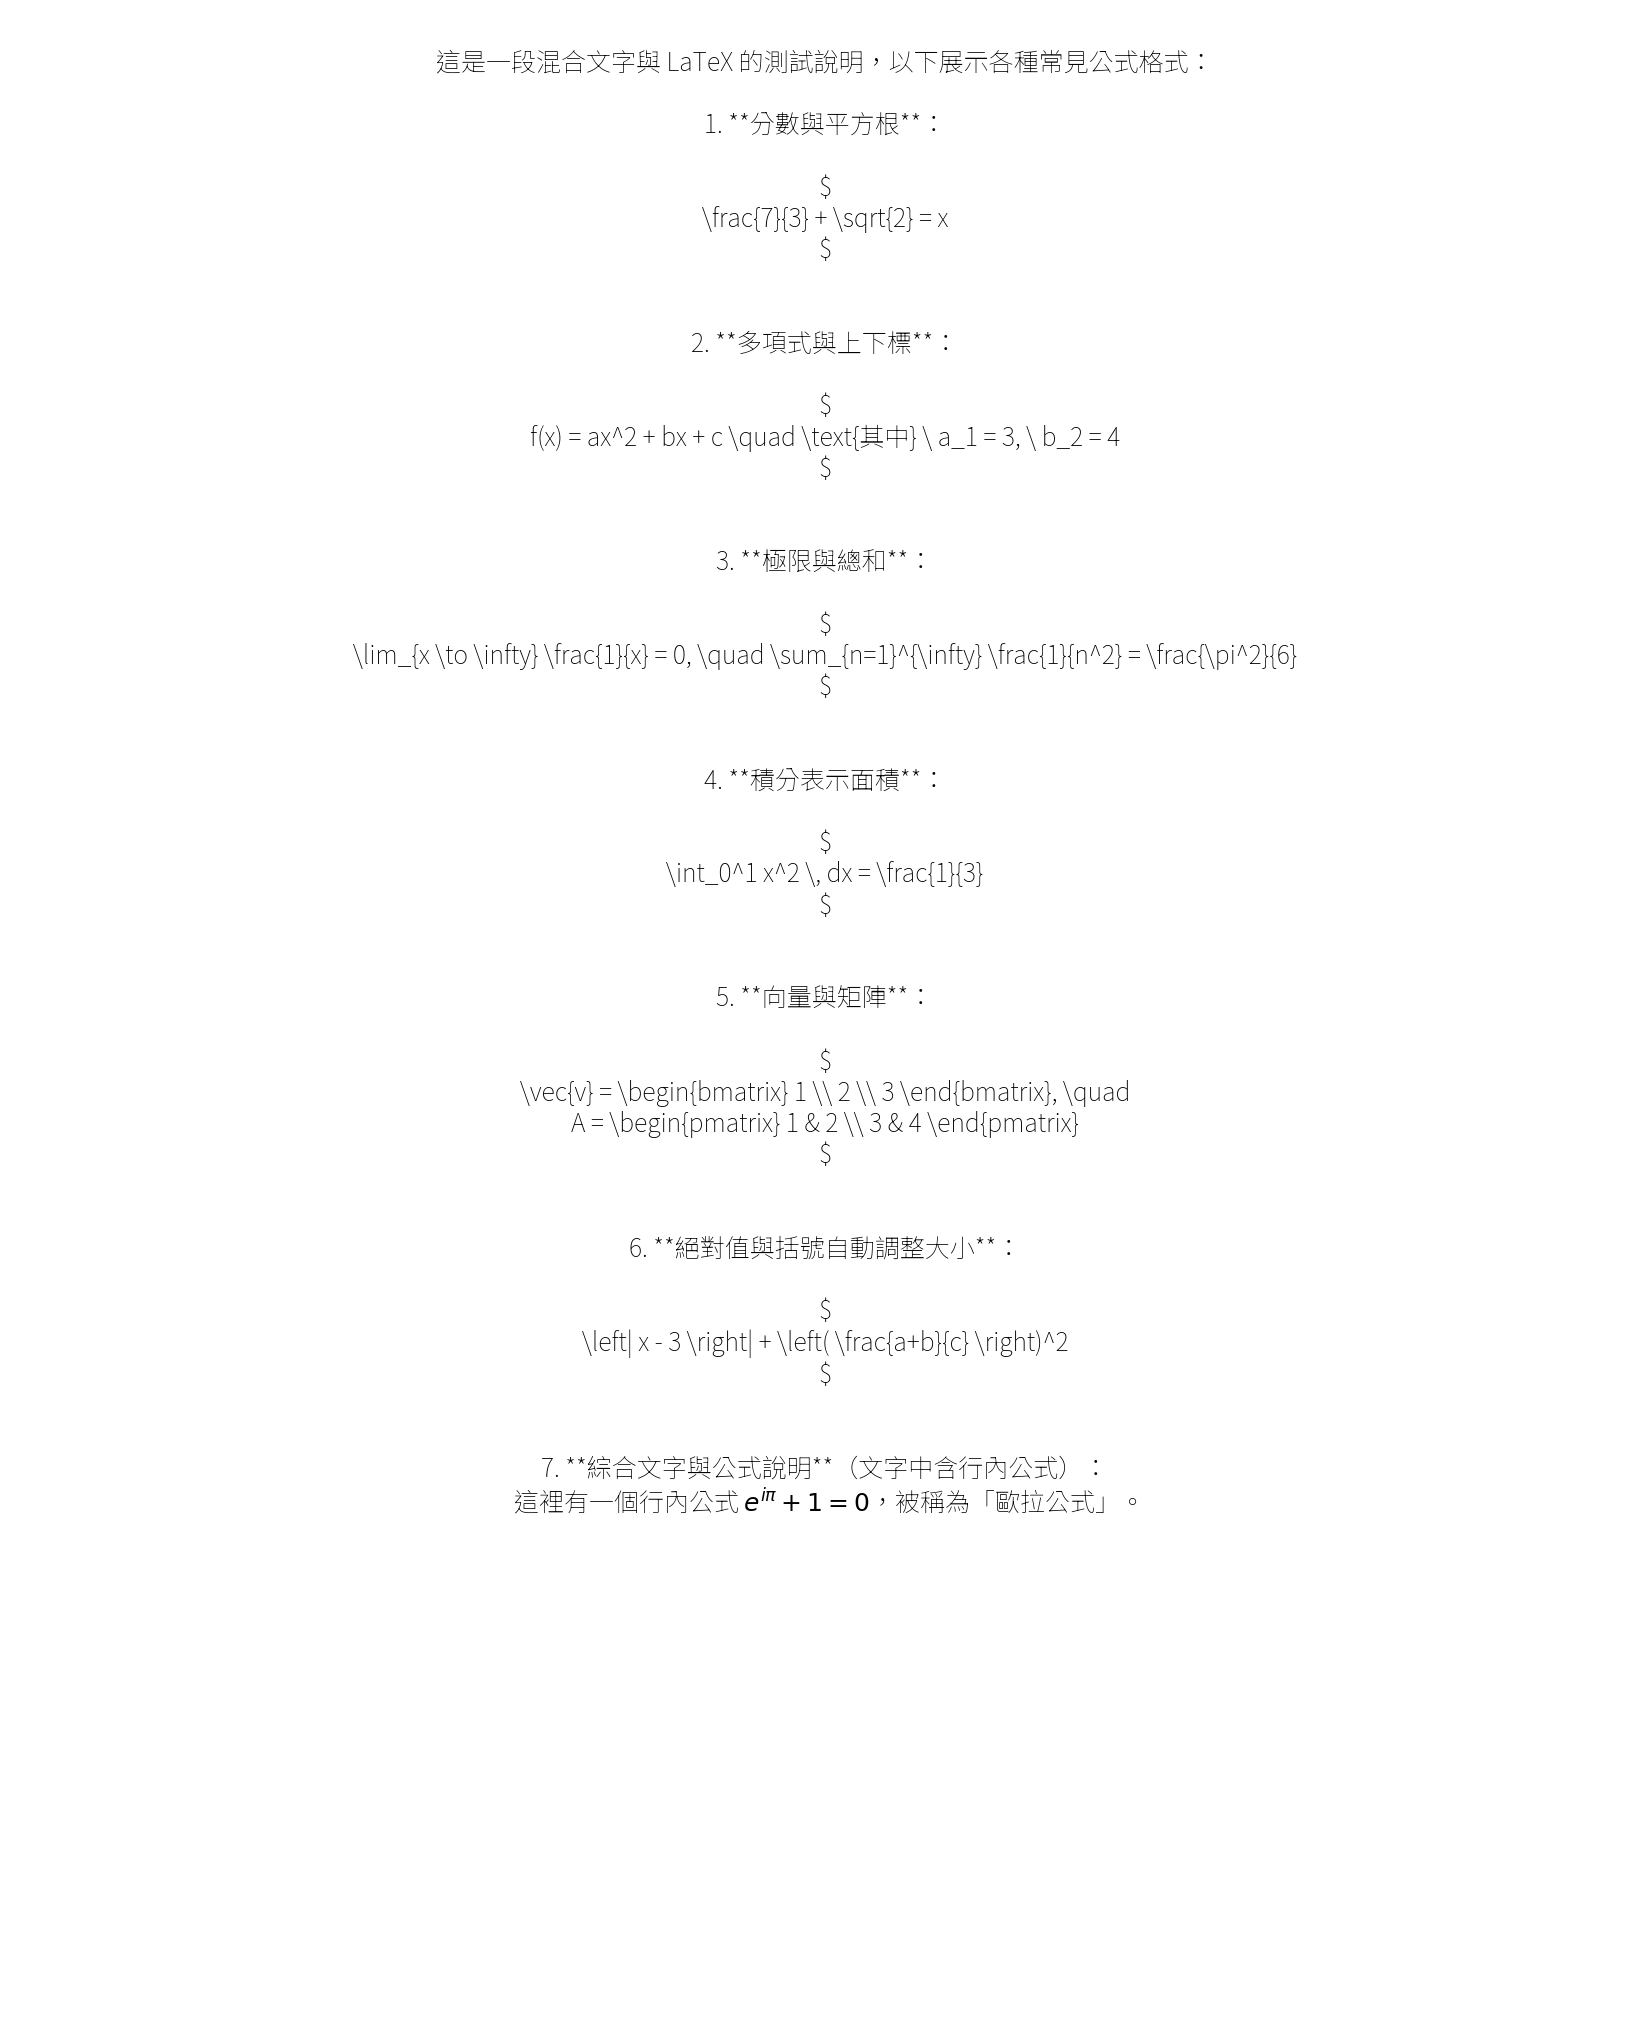 這是一段混合文字與 LaTeX 的測試說明，以下展示各種常見公式格式：
1. **分數與平方根**：
$
\frac{7}{3} + \sqrt{2} = x
$
2. **多項式與上下標**：
$
f(x) = ax^2 + bx + c \quad \text{其中} \ a_1 = 3, \ b_2 = 4
$
3. **極限與總和**：
$
\lim_{x \to \infty} \frac{1}{x} = 0, \quad \sum_{n=1}^{\infty} \frac{1}{n^2} = \frac{\pi^2}{6}
$
4. **積分表示面積**：
$
\int_0^1 x^2 \, dx = \frac{1}{3}
$
5. **向量與矩陣**：
$
\vec{v} = \begin{bmatrix} 1 \\ 2 \\ 3 \end{bmatrix}, \quad
A = \begin{pmatrix} 1 & 2 \\ 3 & 4 \end{pmatrix}
$
6. **絕對值與括號自動調整大小**：
$
\left| x - 3 \right| + \left( \frac{a+b}{c} \right)^2
$
7. **綜合文字與公式說明**（文字中含行內公式）：
這裡有一個行內公式 e^{iπ} + 1 = 0，被稱為「歐拉公式」。